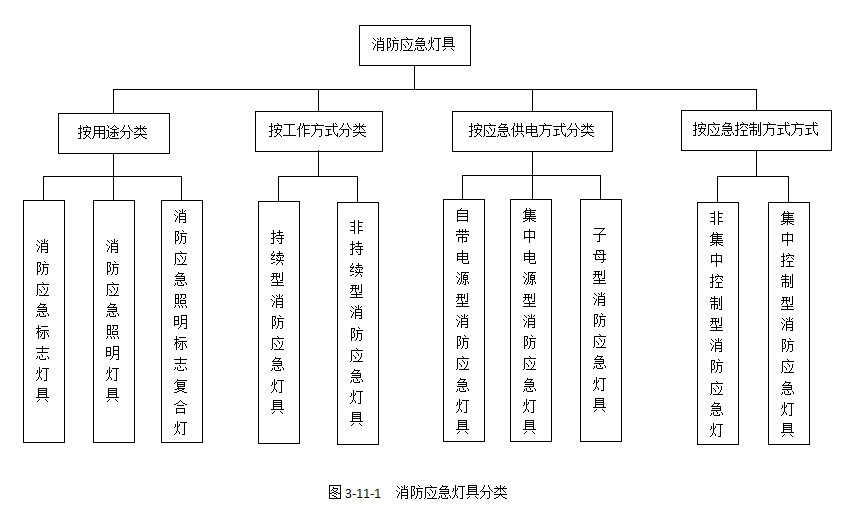 消防应急灯具
按用途分类
按工作方式分类
按应急供电方式分类
按应急控制方式方式
消防应急标志灯具
消防应急照明灯具
消防应急照明标志复合灯
持续型消防应急灯具
非持续型消防应急灯具
自带电源型消防应急灯具
集中电源型消防应急灯具
子母型消防应急灯具
非集中控制型消防应急灯
集中控制型消防应急灯具
图 3-11-1 消防应急灯具分类